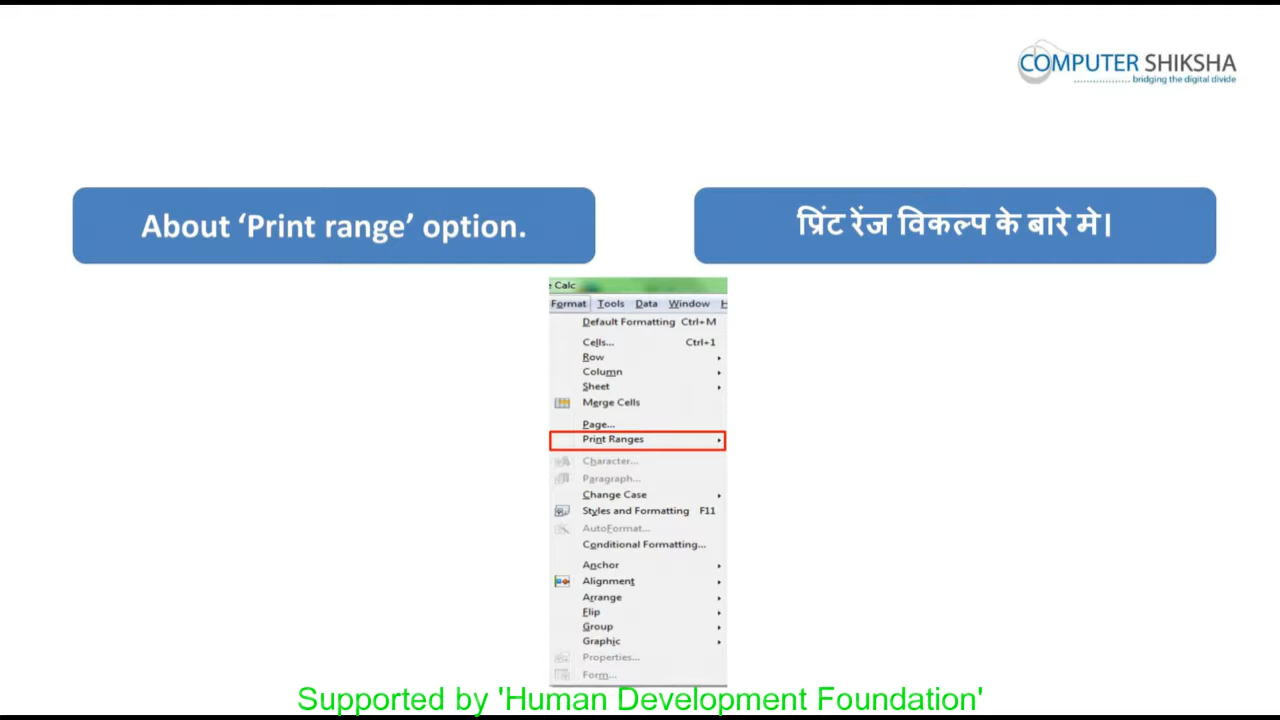 COMPUTER SHIKSHA
bridging the digital divide
About ‘Print range’ option.
प्रिंट रेंज विकल्प के बारे मे।
e Calc
Format Tools Data Window H
Default Formatting Ctrl+M
Cells... Ctrl+1
Row
Column
Sheet
Merge Cells
Page...
Print Ranges
Character...
Paragraph...
Change Case
Styles and Formatting F11
AutoFormat...
Conditional Formatting...
Anchor
Alignment
Arrange
Flip
Group
Graphic
Properties...
Form...
Supported by 'Human Development Foundation'